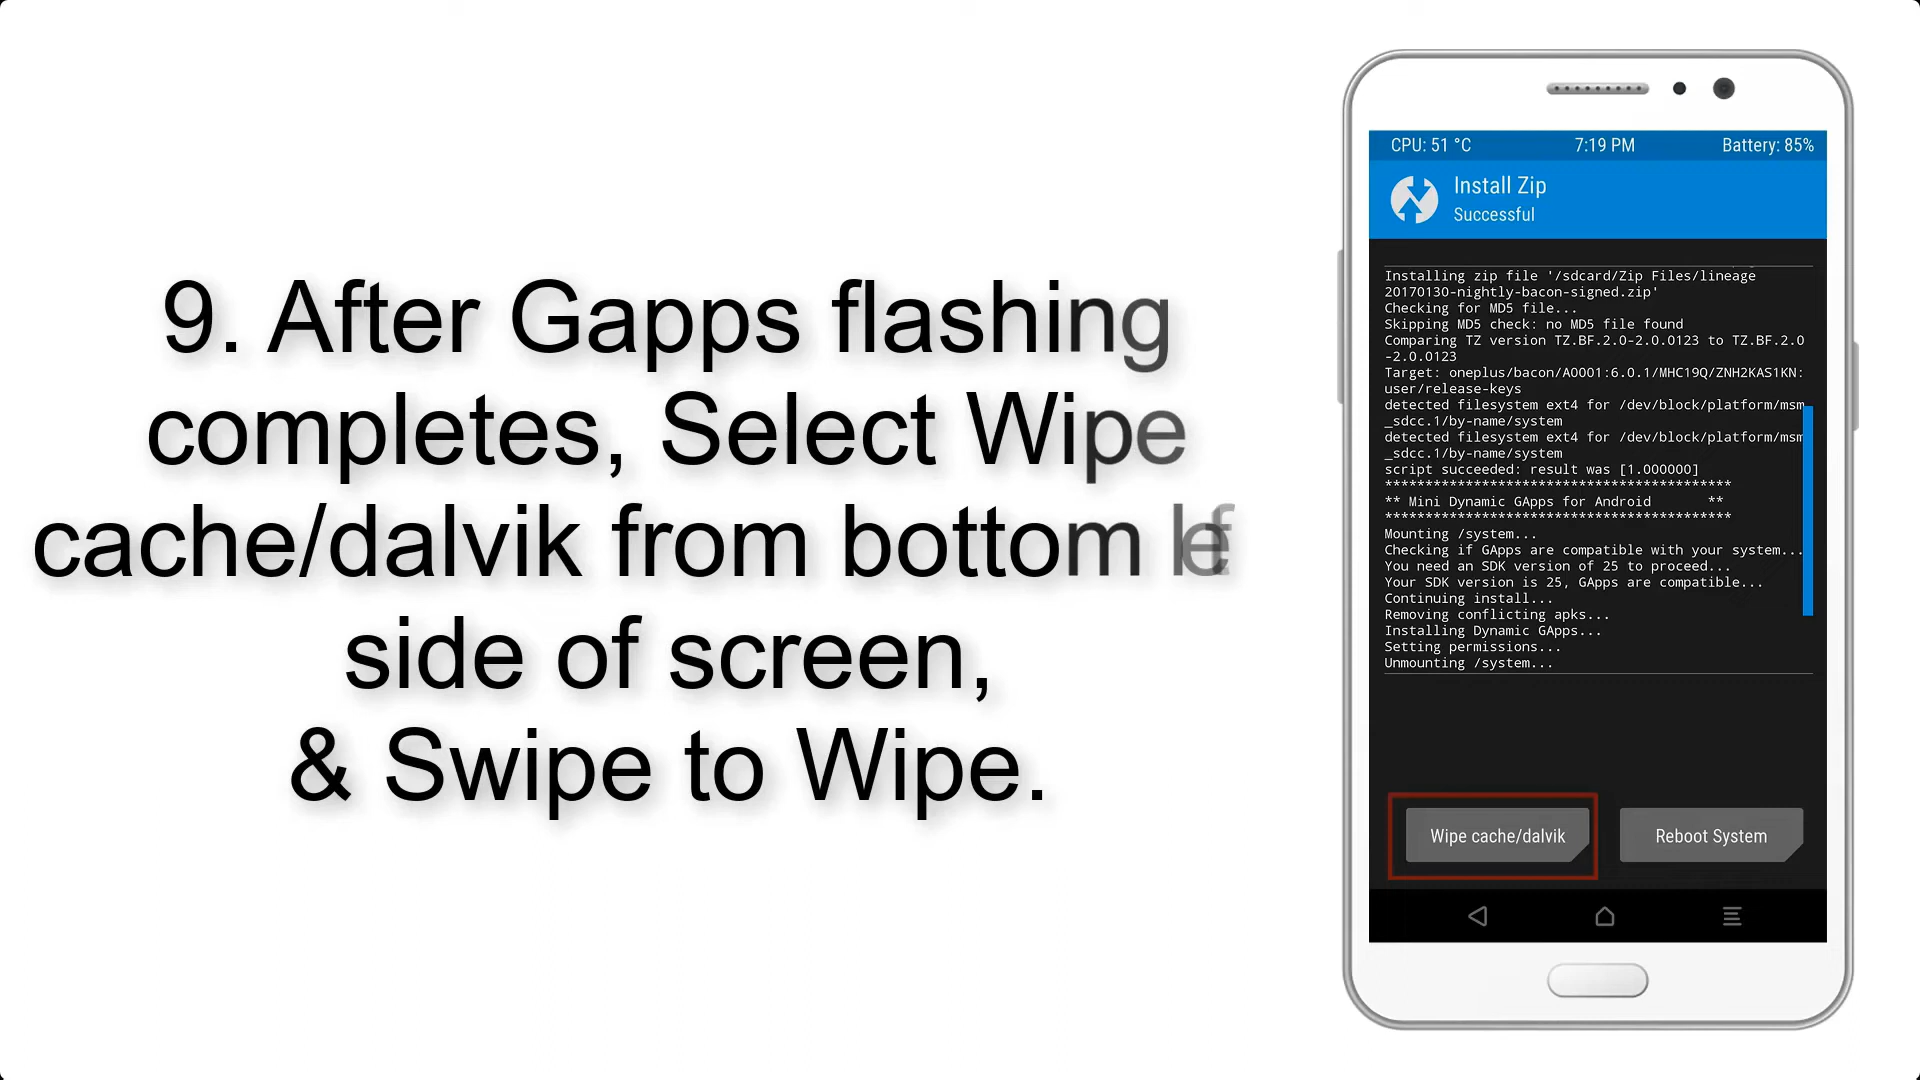 9. After Gapps flashing
completes, Select Wipe
cache/dalvik from bottom lef
side of screen,
& Swipe to Wipe.
CPU: 51 °C 7:19 PM Battery: 85%
Install Zip
Successful
Installing zip file '/sdcard/Zip Files/lineage
20170130-nightly-bacon-signed.zip'
Checking for MD5 file...
Skipping MD5 check: no MD5 file found
Comparing TZ version TZ.BF.2.0-2.0.0123 to TZ.BF.2.0
-2.0.0123
Target: oneplus/bacon/A0001:6.0.1/MHC19Q/ZNH2KAS1KN:
user/release-keys
detected filesystem ext4 for /dev/block/platform/msm
_sdcc.1/by-name/system
detected filesystem ext4 for /dev/block/platform/msm
_sdcc.1/by-name/system
script succeeded: result was [1.000000]
*******************************************
** Mini Dynamic GApps for Android **
*******************************************
Mounting /system...
Checking if GApps are compatible with your system...
You need an SDK version of 25 to proceed...
Your SDK version is 25, GApps are compatible...
Continuing install...
Removing conflicting apks...
Installing Dynamic GApps...
Setting permissions...
Unmounting /system...
Wipe cache/dalvik Reboot System